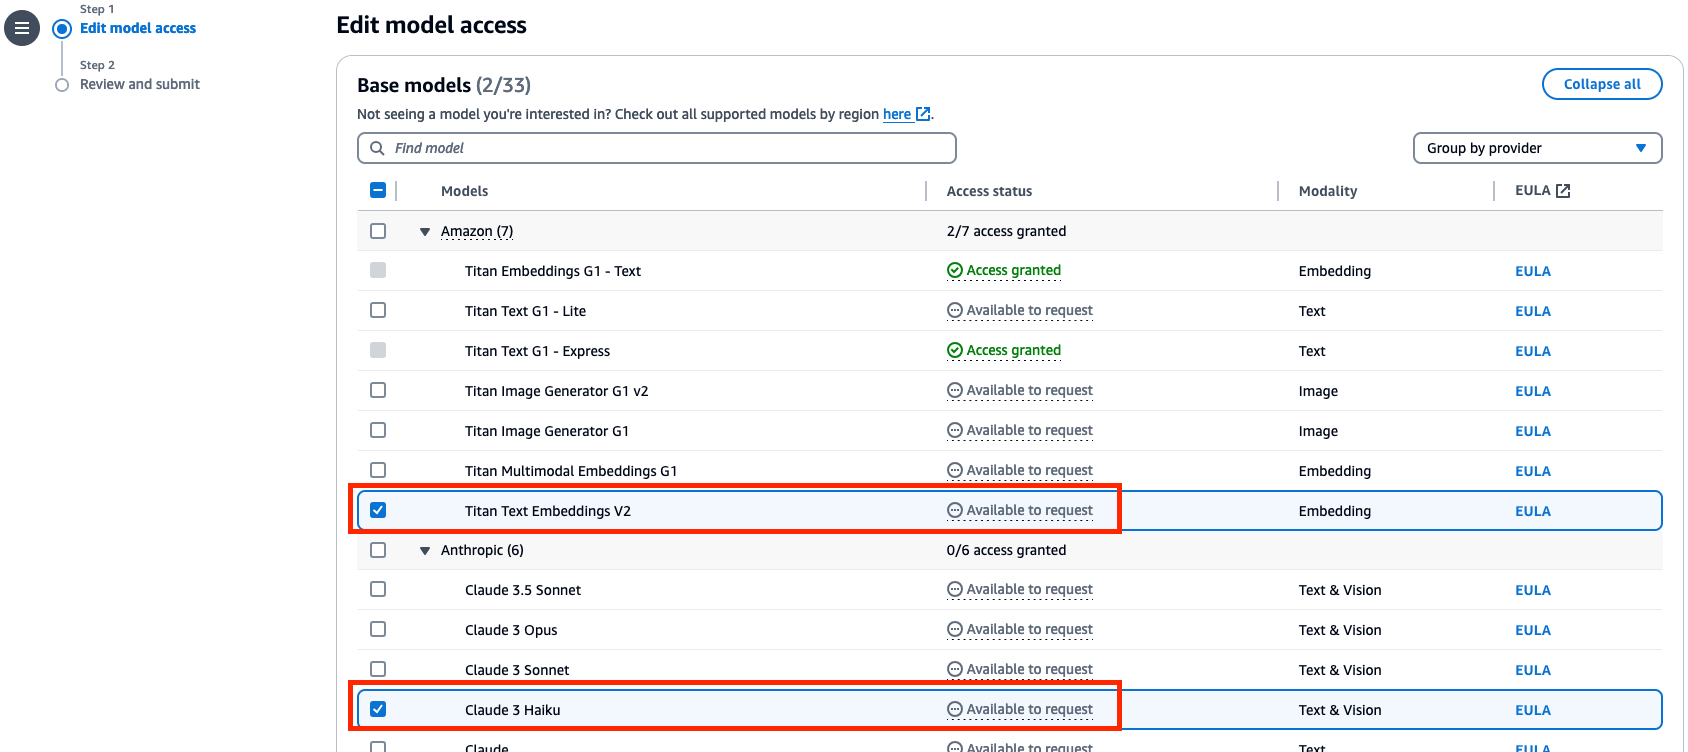 Step 1
Edit model access
Step 2
Review and submit
Edit model access
Base models (2/33)
Collapse all
Not seeing a model you're interested in? Check out all supported models by region here.
Find model
Group by provider
Models Access status Modality EULA
Amazon (7) 2/7 access granted
Titan Embeddings G1 - Text Access granted Embedding EULA
Titan Text G1 - Lite Available to request Text EULA
Titan Text G1 - Express Access granted Text EULA
Titan Image Generator G1 v2 Available to request Image EULA
Titan Image Generator G1 Available to request Image EULA
Titan Multimodal Embeddings G1 Available to request Embedding EULA
Titan Text Embeddings V2 Available to request Embedding EULA
Anthropic (6) 0/6 access granted
Claude 3.5 Sonnet Available to request Text & Vision EULA
Claude 3 Opus Available to request Text & Vision EULA
Claude 3 Sonnet Available to request Text & Vision EULA
Claude 3 Haiku Available to request Text & Vision EULA
Claude Available to request Text EULA